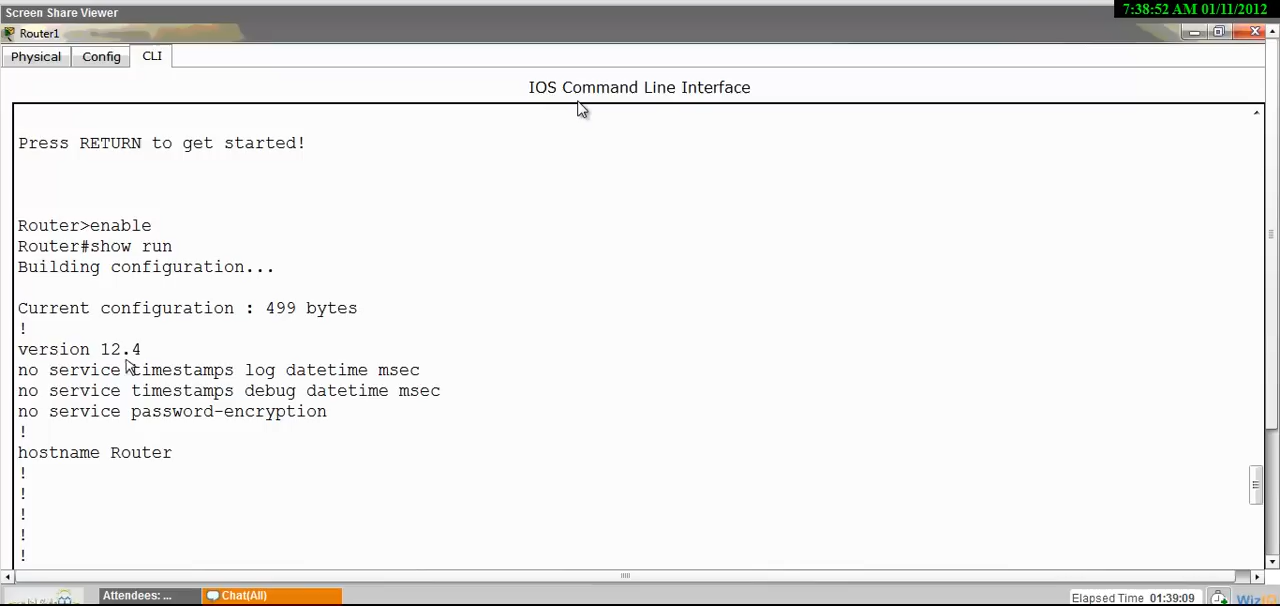 7:38:52 AM 01/11/2012
Screen Share Viewer
Router1
Physical Config CLI
IOS Command Line Interface
Press RETURN to get started!
Router>enable
Router#show run
Building configuration...
Current configuration : 499 bytes
!
version 12.4
no service timestamps log datetime msec
no service timestamps debug datetime msec
no service password-encryption
!
hostname Router
!
!
!
!
!
Attendees: ... Chat(All) Elapsed Time 01:39:09